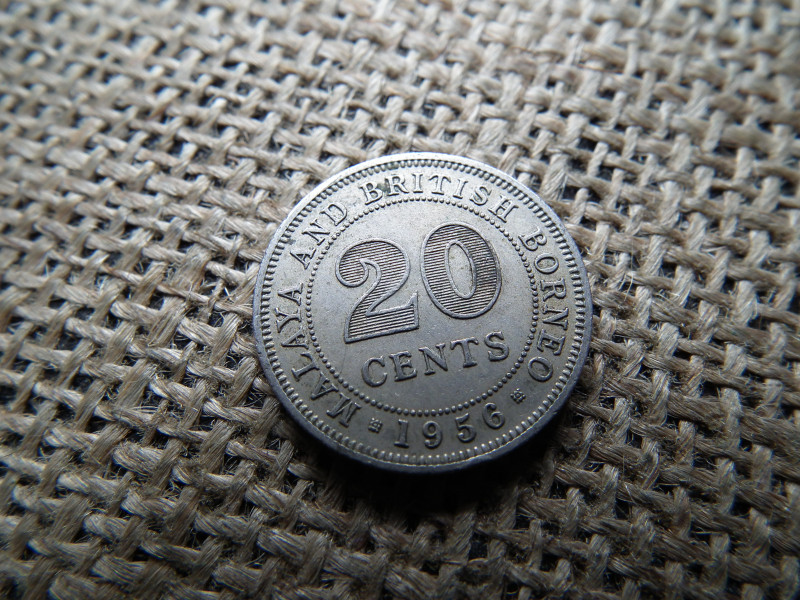 MALAYA AND BRITISH BORNEO
20
CENTS
1956